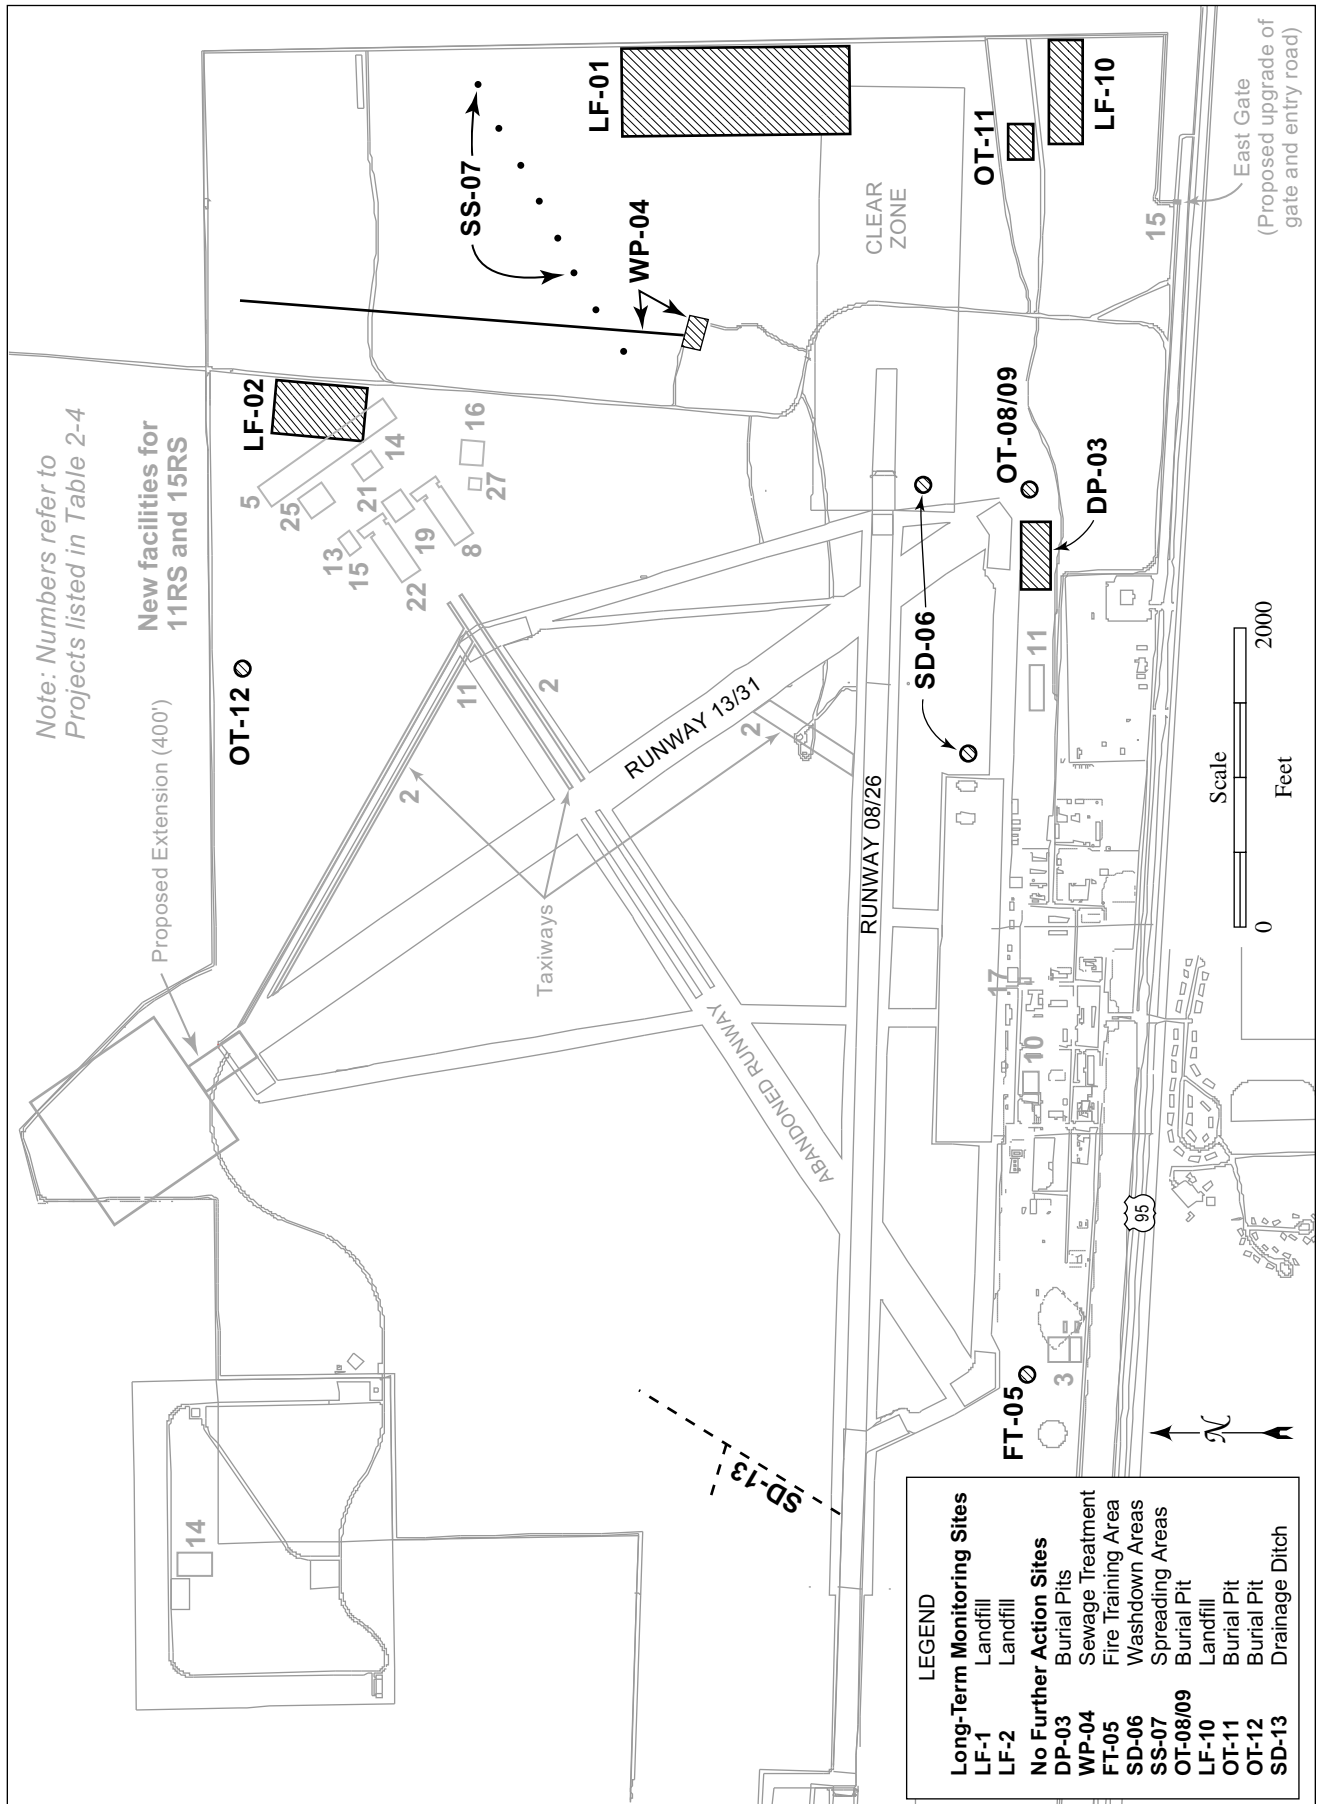 Note: Numbers refer to
Projects listed in Table 2-4
New facilities for
11RS and 15RS
Proposed Extension (400')
OT-12
LF-02
5
25
21
14
13
15
19
22
8
16
27
SS-07
WP-04
LF-01
CLEAR
ZONE
OT-11
LF-10
15
East Gate
(Proposed upgrade of
gate and entry road)
OT-08/09
DP-03
SD-06
11
2
2
11
2
Taxiways
RUNWAY 13/31
RUNWAY 08/26
ABANDONED RUNWAY
17
10
11
3
14
95
FT-05
SD-13
N
Scale
0
2000
Feet
LEGEND
Long-Term Monitoring Sites
LF-1 Landfill
LF-2 Landfill
No Further Action Sites
DP-03 Burial Pits
WP-04 Sewage Treatment
FT-05 Fire Training Area
SD-06 Washdown Areas
SS-07 Spreading Areas
OT-08/09 Burial Pit
LF-10 Landfill
OT-11 Burial Pit
OT-12 Burial Pit
SD-13 Drainage Ditch